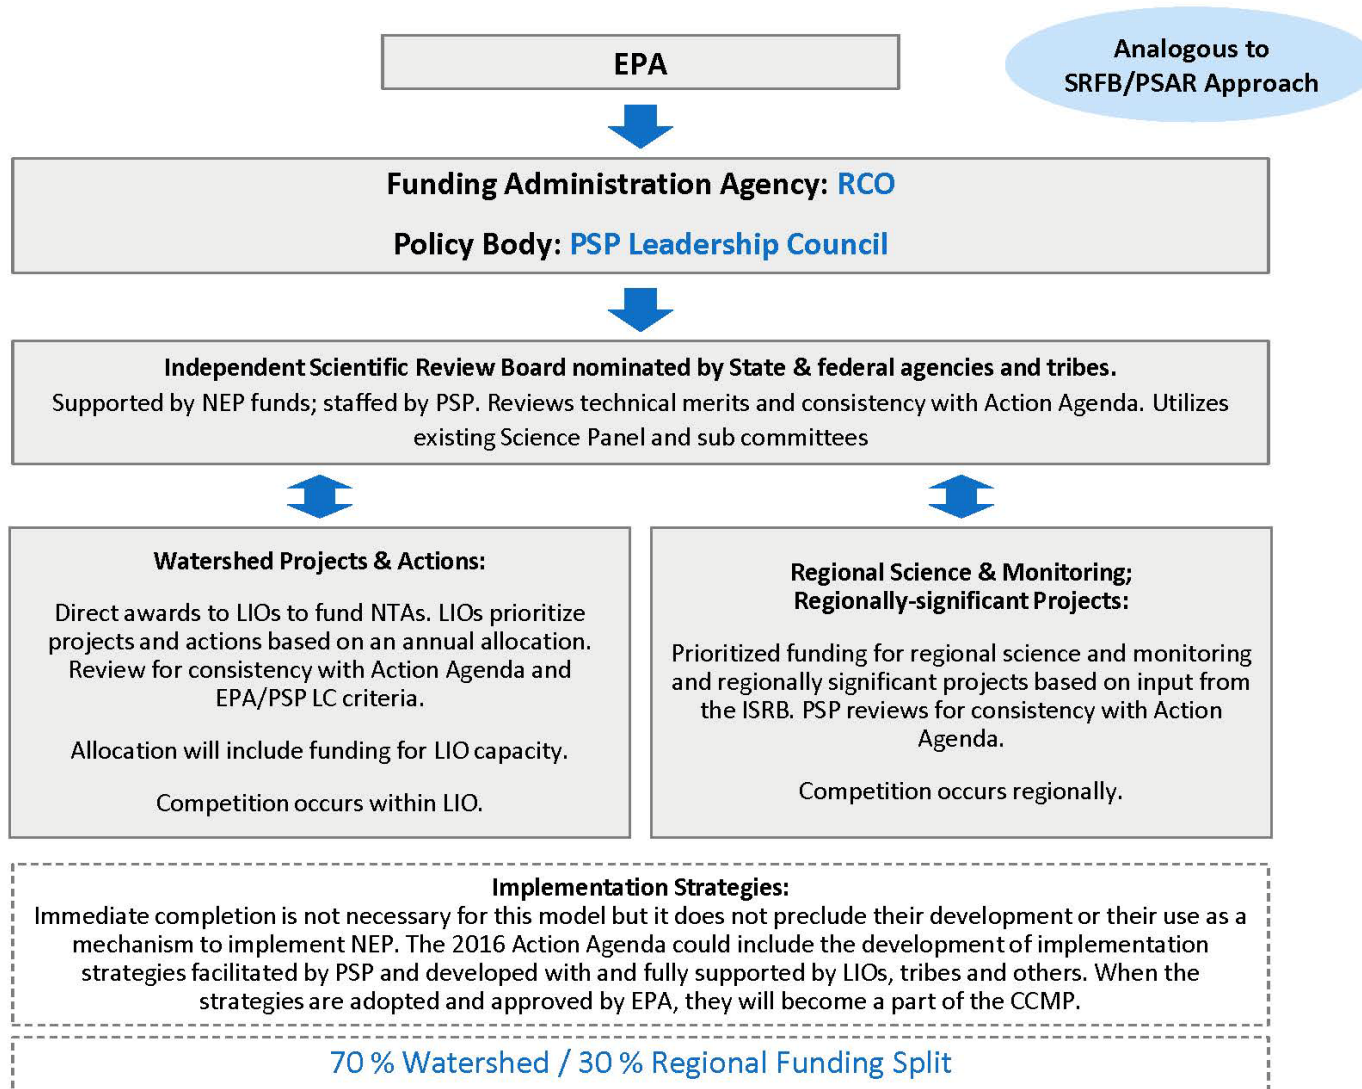 EPA
Analogous to
SRFB/PSAR Approach
Funding Administration Agency: RCO
Policy Body: PSP Leadership Council
Independent Scientific Review Board nominated by State & federal agencies and tribes.
Supported by NEP funds; staffed by PSP. Reviews technical merits and consistency with Action Agenda. Utilizes
existing Science Panel and sub committees
Watershed Projects & Actions:
Direct awards to LIOs to fund NTAs. LIOs prioritize
projects and actions based on an annual allocation.
Review for consistency with Action Agenda and
EPA/PSP LC criteria.
Allocation will include funding for LIO capacity.
Competition occurs within LIO.
Regional Science & Monitoring;
Regionally-significant Projects:
Prioritized funding for regional science and monitoring
and regionally significant projects based on input from
the ISRB. PSP reviews for consistency with Action
Agenda.
Competition occurs regionally.
Implementation Strategies:
Immediate completion is not necessary for this model but it does not preclude their development or their use as a
mechanism to implement NEP. The 2016 Action Agenda could include the development of implementation
strategies facilitated by PSP and developed with and fully supported by LIOs, tribes and others. When the
strategies are adopted and approved by EPA, they will become a part of the CCMP.
70 % Watershed / 30 % Regional Funding Split